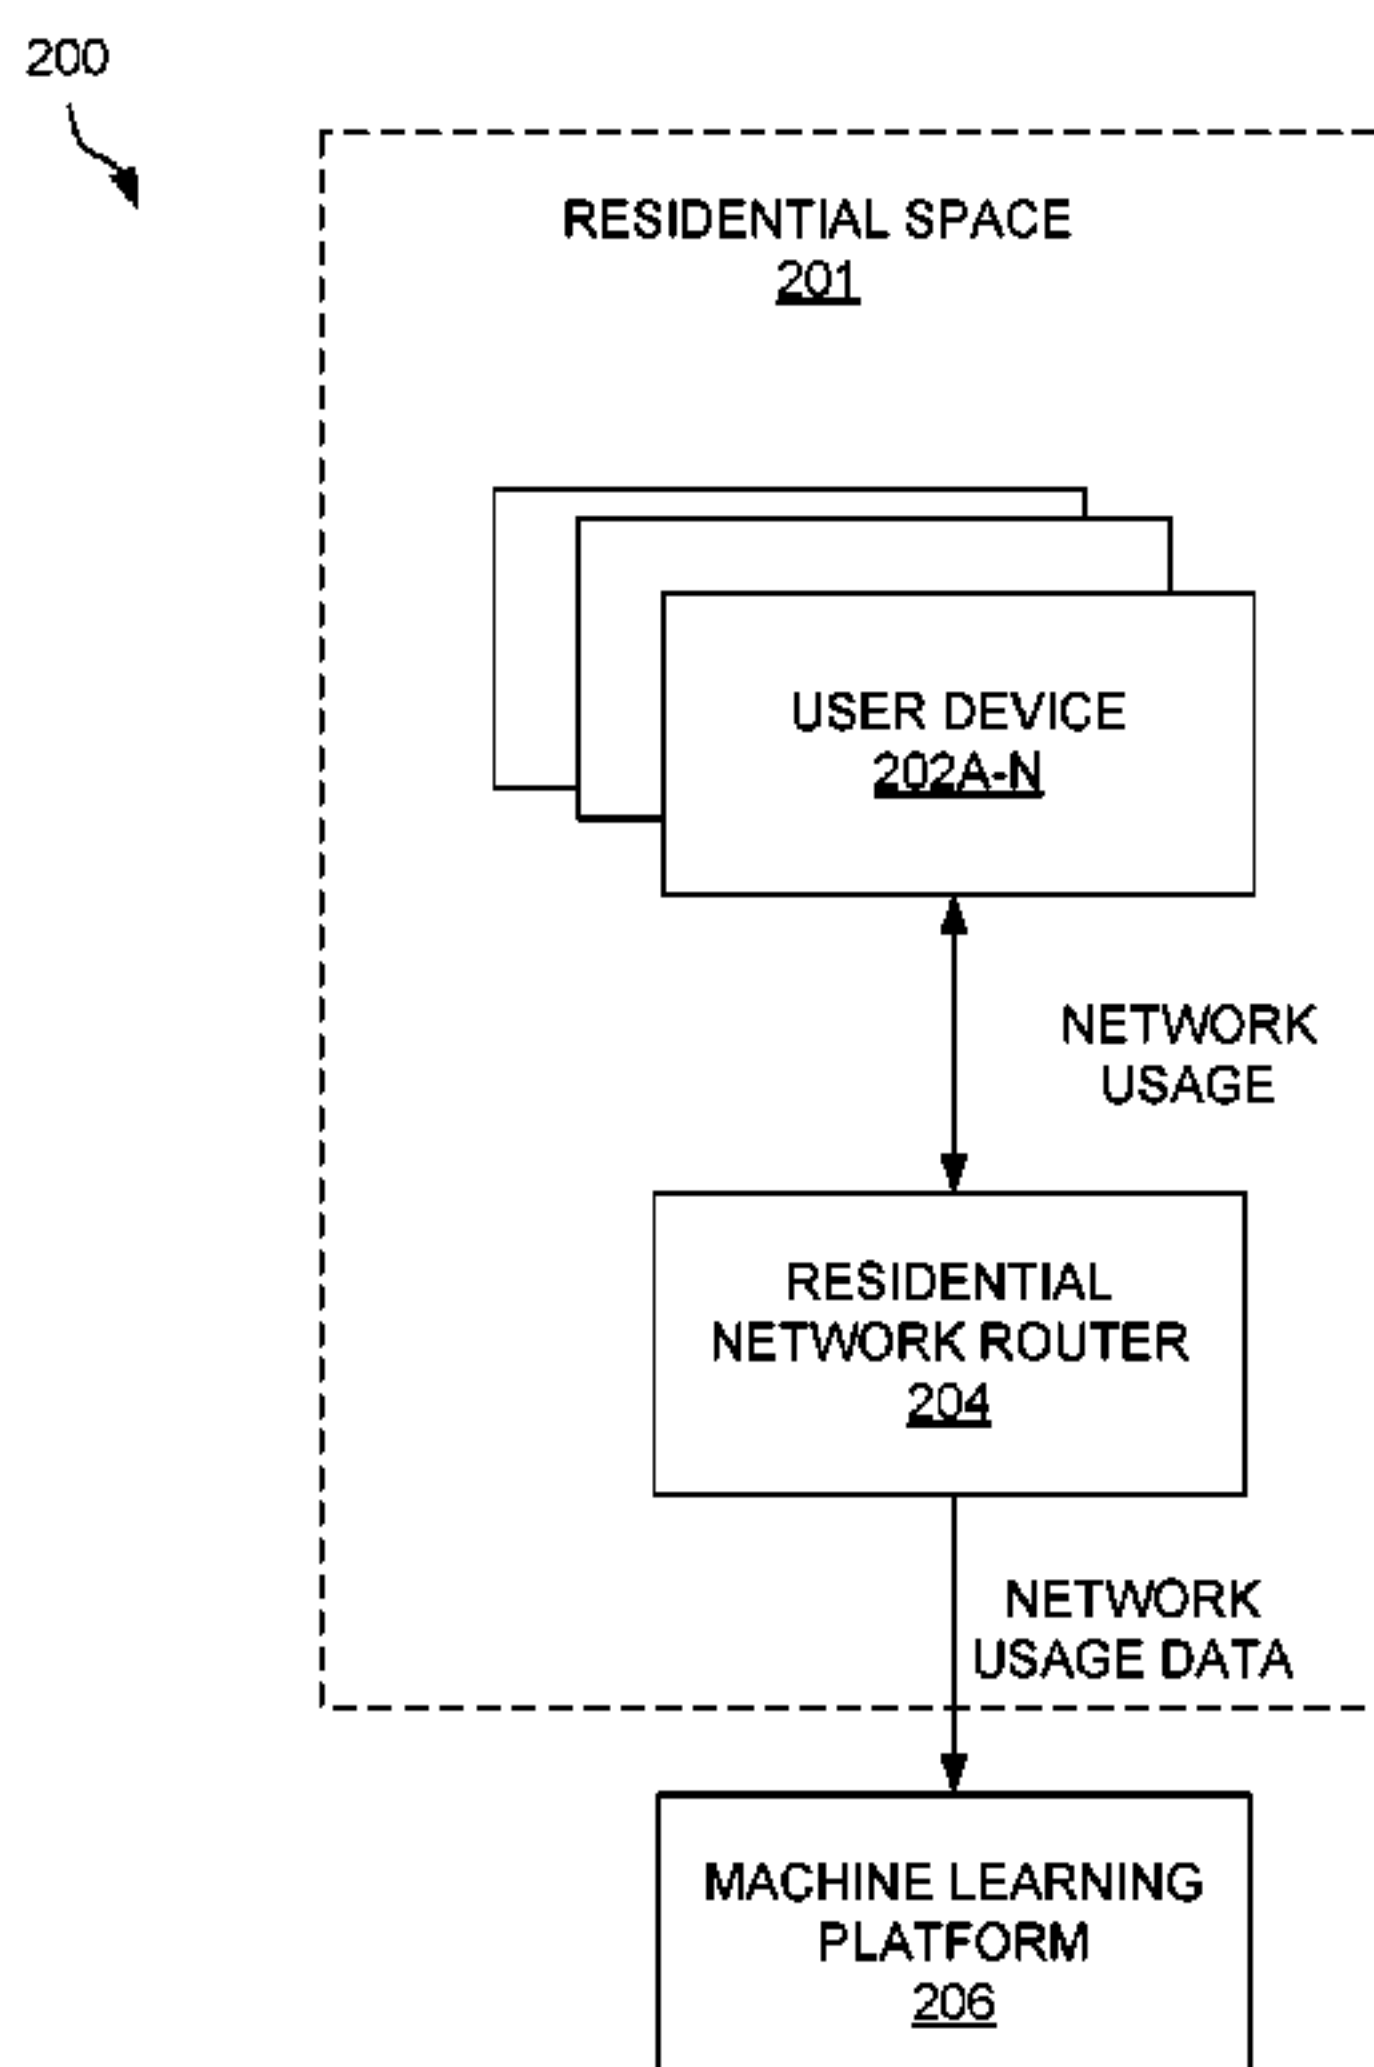 200
RESIDENTIAL SPACE
201
USER DEVICE
202A-N
NETWORK
USAGE
RESIDENTIAL
NETWORK ROUTER
204
NETWORK
USAGE DATA
MACHINE LEARNING
PLATFORM
206